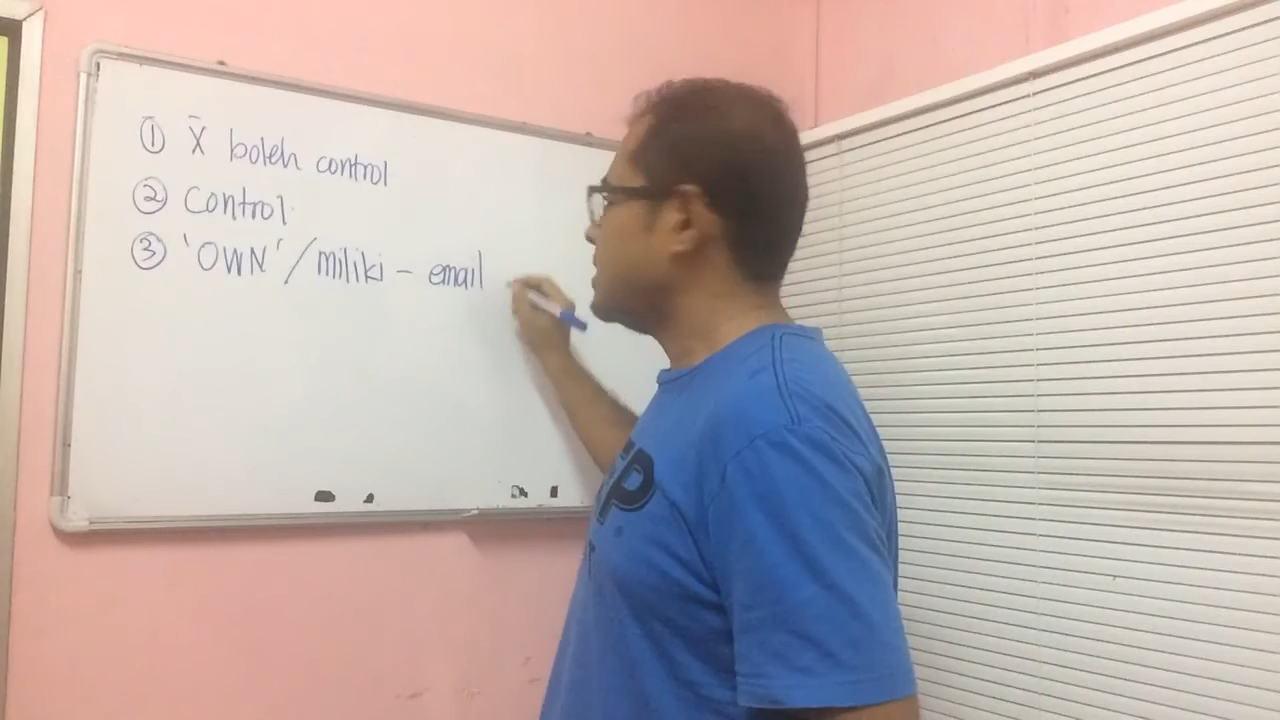 ① X̄ boleh control
② Control
③ 'OWN' / miliki - email